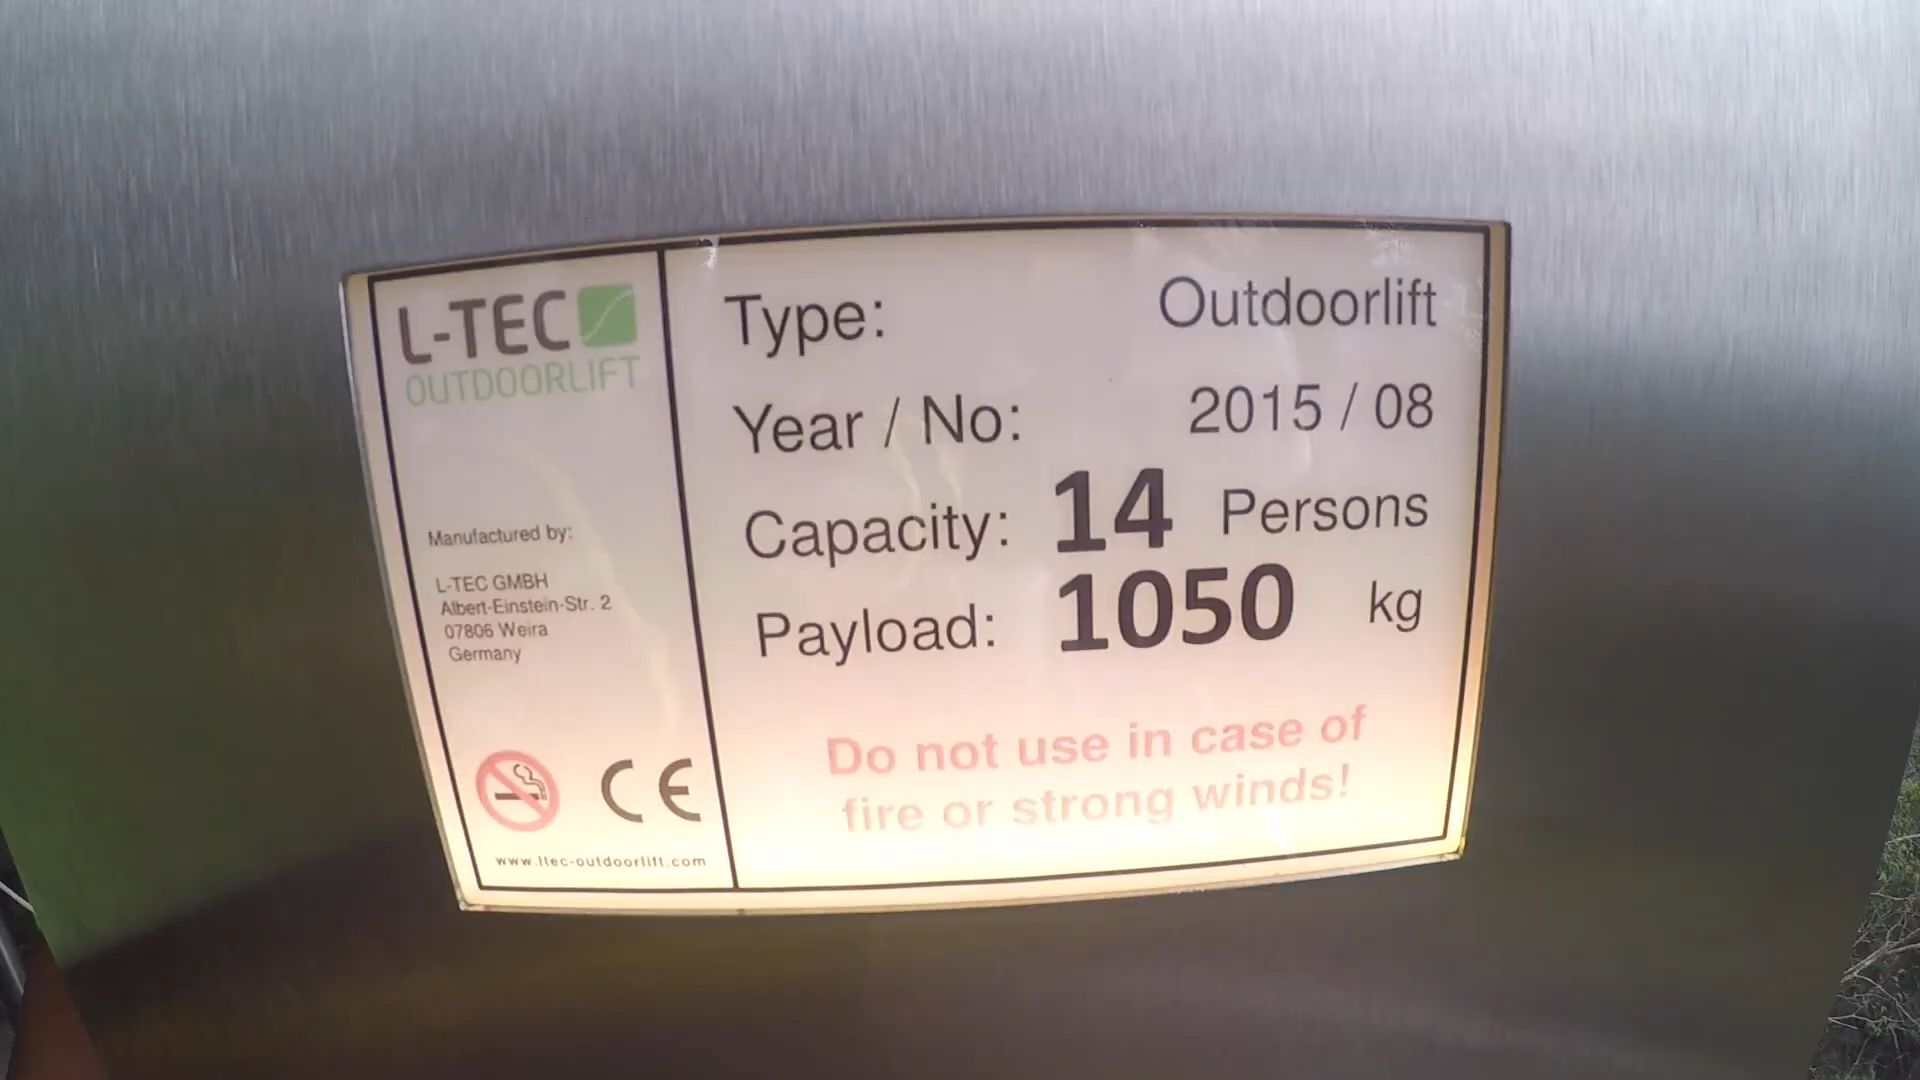 L-TEC
OUTDOORLIFT
Manufactured by:
L-TEC GMBH
Albert-Einstein-Str. 2
07806 Weira
Germany
CE
www.ltec-outdoorlift.com
Type: Outdoorlift
Year / No: 2015 / 08
Capacity: 14 Persons
Payload: 1050 kg
Do not use in case of
fire or strong winds!